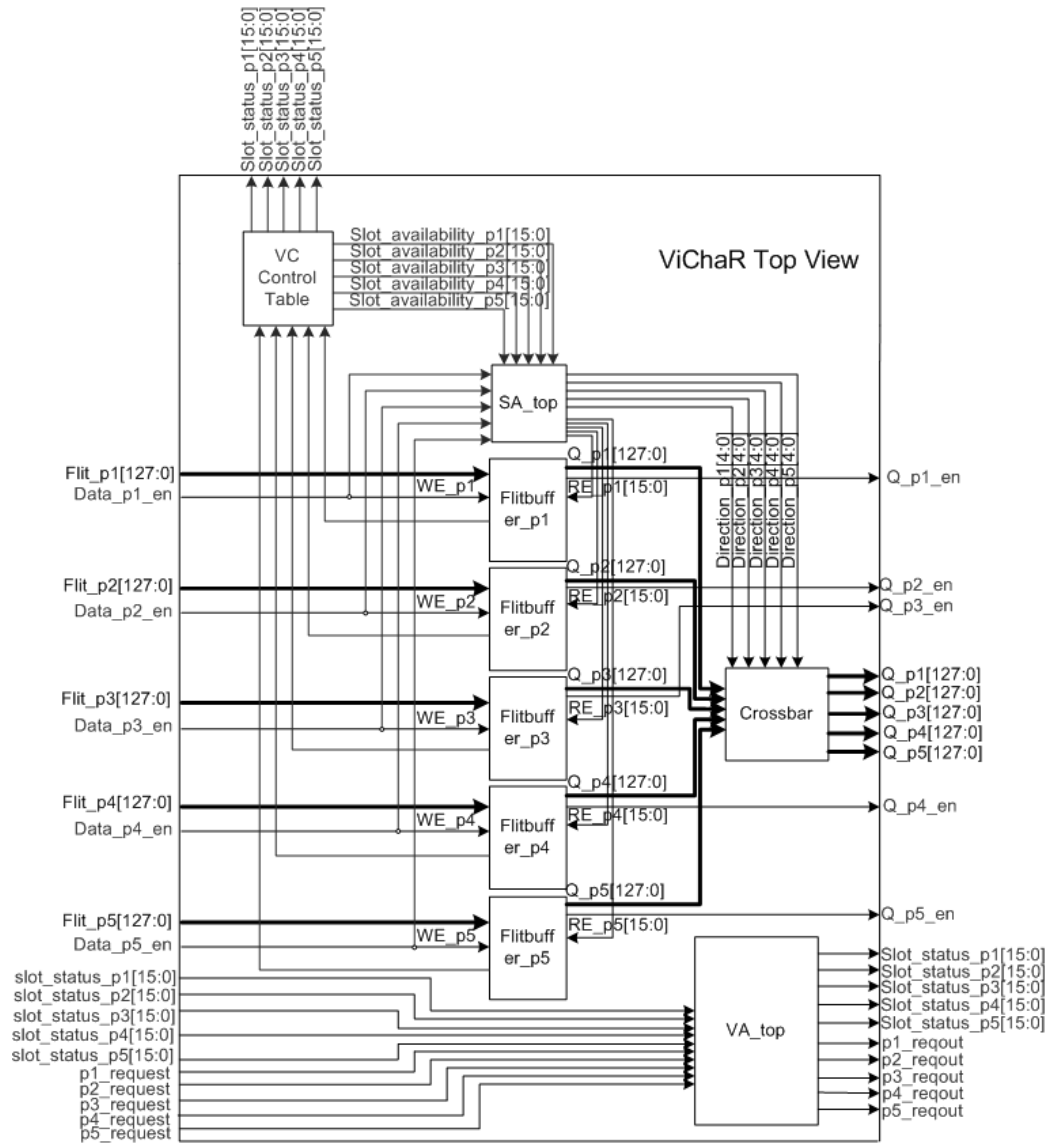 Slot_status_p1[15:0]
Slot_status_p2[15:0]
Slot_status_p3[15:0]
Slot_status_p4[15:0]
Slot_status_p5[15:0]
VC
Control
Table
Slot_availability_p1[15:0]
Slot_availability_p2[15:0]
Slot_availability_p3[15:0]
Slot_availability_p4[15:0]
Slot_availability_p5[15:0]
ViChaR Top View
SA_top
Direction_p1[4:0]
Direction_p2[4:0]
Direction_p3[4:0]
Direction_p4[4:0]
Direction_p5[4:0]
Flit_p1[127:0]
Data_p1_en
WE_p1
Flitbuff
er_p1
Q_p1[127:0]
RE_p1[15:0]
Q_p1_en
Flit_p2[127:0]
Data_p2_en
WE_p2
Flitbuff
er_p2
Q_p2[127:0]
RE_p2[15:0]
Q_p2_en
Q_p3_en
Flit_p3[127:0]
Data_p3_en
WE_p3
Flitbuff
er_p3
Q_p3[127:0]
RE_p3[15:0]
Crossbar
Q_p1[127:0]
Q_p2[127:0]
Q_p3[127:0]
Q_p4[127:0]
Q_p5[127:0]
Flit_p4[127:0]
Data_p4_en
WE_p4
Flitbuff
er_p4
Q_p4[127:0]
RE_p4[15:0]
Q_p4_en
Flit_p5[127:0]
Data_p5_en
WE_p5
Flitbuff
er_p5
Q_p5[127:0]
RE_p5[15:0]
Q_p5_en
slot_status_p1[15:0]
slot_status_p2[15:0]
slot_status_p3[15:0]
slot_status_p4[15:0]
slot_status_p5[15:0]
p1_request
p2_request
p3_request
p4_request
p5_request
VA_top
Slot_status_p1[15:0]
Slot_status_p2[15:0]
Slot_status_p3[15:0]
Slot_status_p4[15:0]
Slot_status_p5[15:0]
p1_reqout
p2_reqout
p3_reqout
p4_reqout
p5_reqout